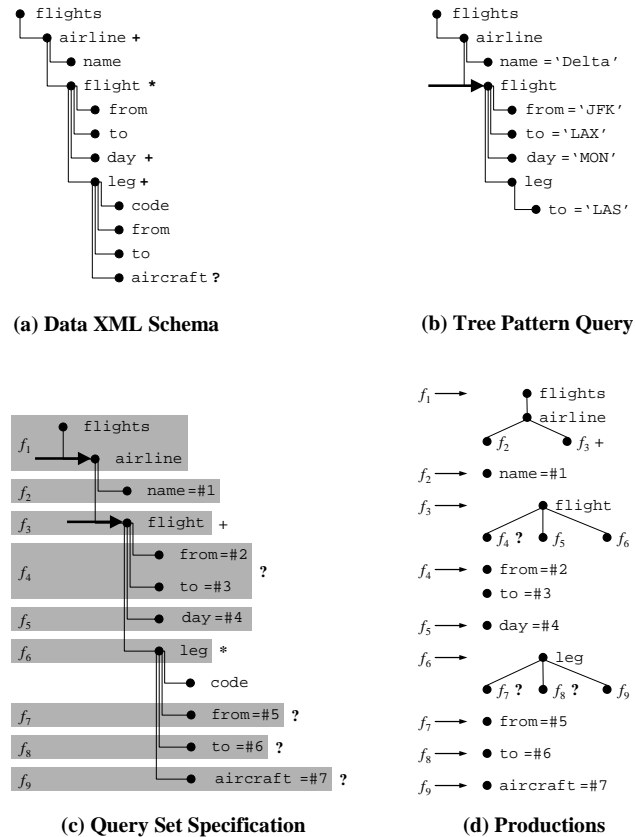 flights
airline +
name
flight *
from
to
day +
leg +
code
from
to
aircraft ?
(a) Data XML Schema
flights
airline
name =‘Delta’
flight
from =‘JFK’
to =‘LAX’
day =‘MON’
leg
to =‘LAS’
(b) Tree Pattern Query
flights
f1
airline
f2 name=#1
f3 flight +
from=#2
f4 ?
to=#3
f5 day=#4
f6 leg *
code
f7 from=#5 ?
f8 to=#6 ?
f9 aircraft =#7 ?
(c) Query Set Specification
f1 flights
airline
f2 f3 +
f2 name=#1
f3 flight
f4 ? f5 f6
f4 from=#2
to=#3
f5 day=#4
f6 leg
f7 ? f8 ? f9
f7 from=#5
f8 to=#6
f9 aircraft=#7
(d) Productions